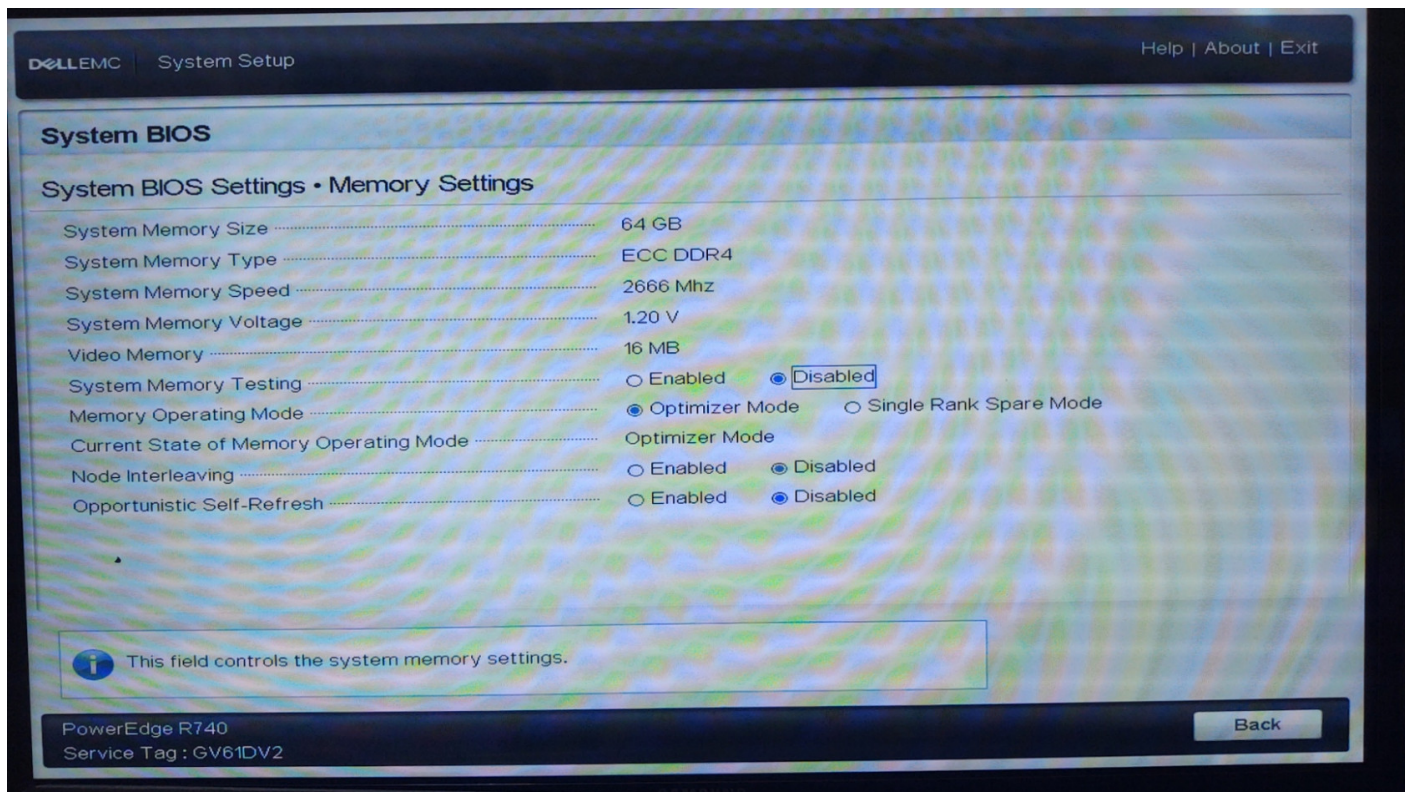 DELLEMC System Setup
Help | About | Exit
System BIOS
System BIOS Settings • Memory Settings
System Memory Size 64 GB
System Memory Type ECC DDR4
System Memory Speed 2666 Mhz
System Memory Voltage 1.20 V
Video Memory 16 MB
System Memory Testing Enabled Disabled
Memory Operating Mode Optimizer Mode Single Rank Spare Mode
Current State of Memory Operating Mode Optimizer Mode
Node Interleaving Enabled Disabled
Opportunistic Self-Refresh Enabled Disabled
This field controls the system memory settings.
PowerEdge R740
Service Tag : GV61DV2
Back